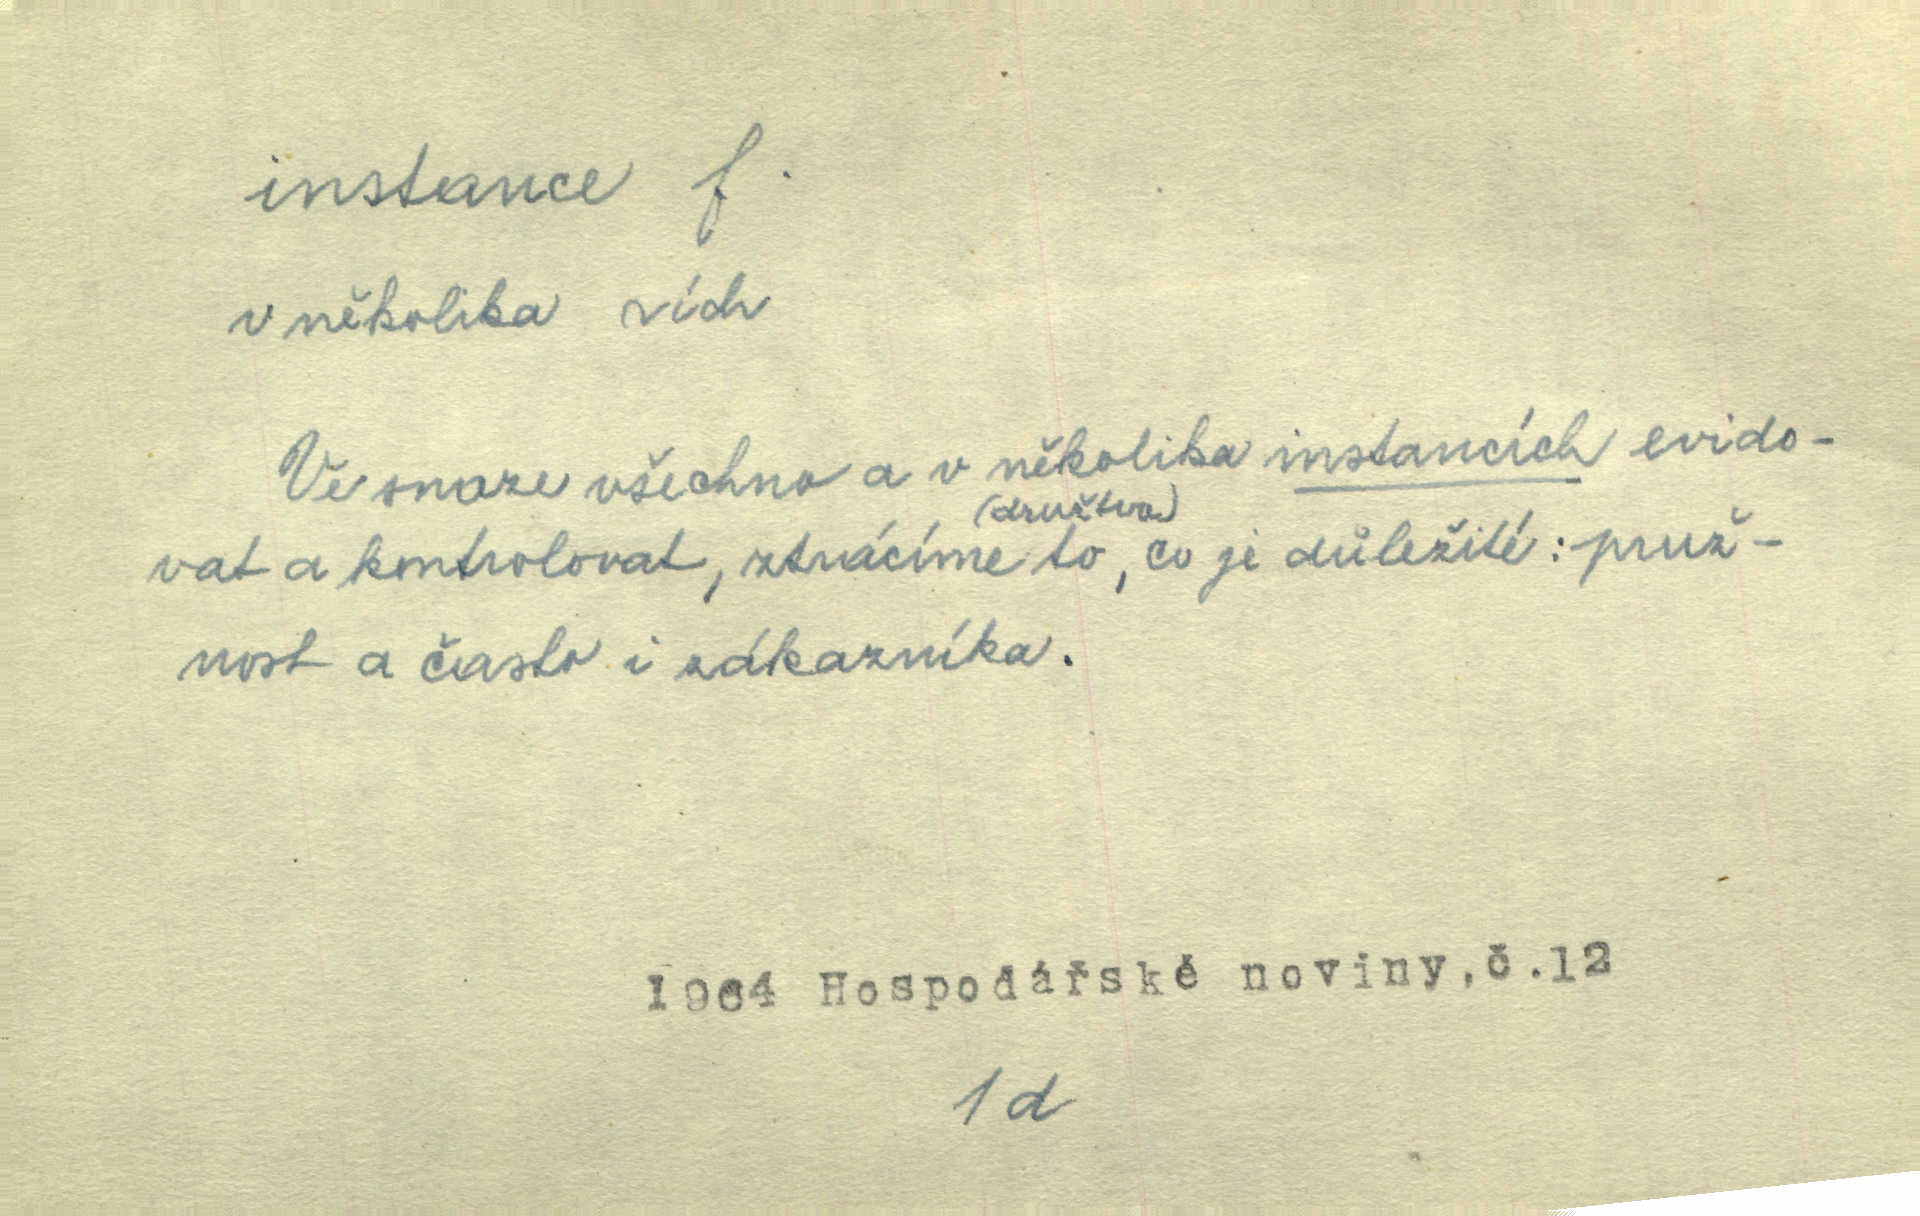 instance f.
v několika ~ích
Ve snaze všechno a v několika instancích evido-
(družstva)
vat a kontrolovat, ztrácíme to, co je důležité: pruž-
nost a často i zákazníka.
1964 Hospodářské noviny,č.12
1d